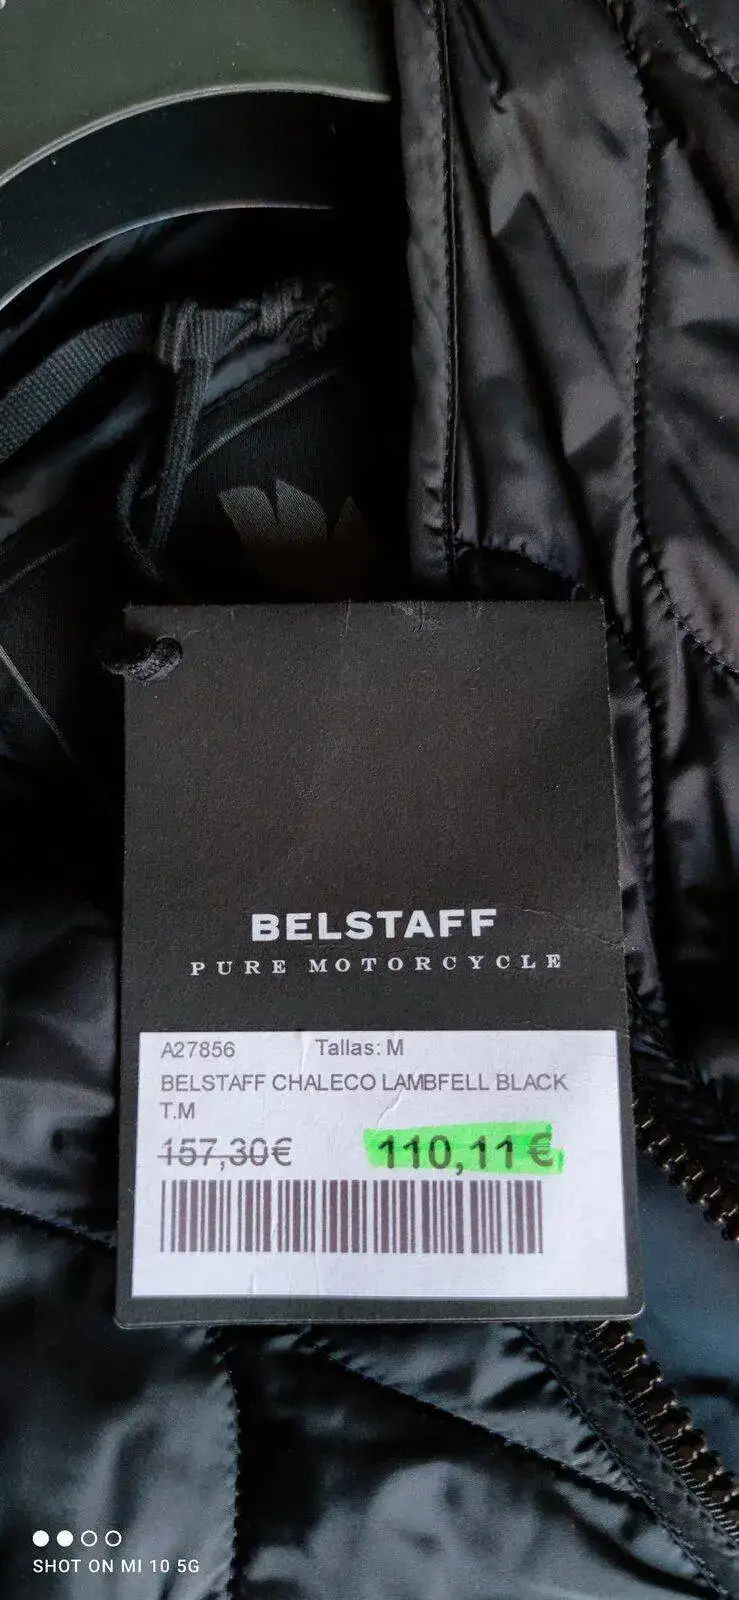 BELSTAFF
PURE MOTORCYCLE
A27856 Tallas: M
BELSTAFF CHALECO LAMBFELL BLACK
T.M
157,30€ 110,11€
SHOT ON MI 10 5G